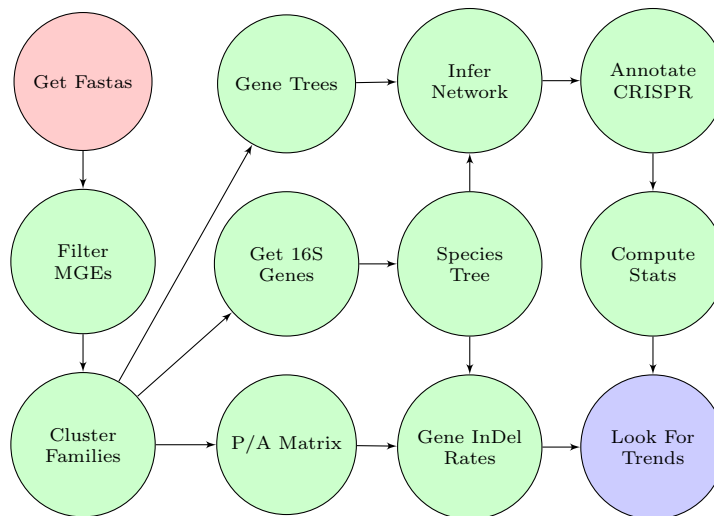 Get Fastas
Gene Trees
Infer
Network
Annotate
CRISPR
Filter
MGEs
Get 16S
Genes
Species
Tree
Compute
Stats
Cluster
Families
P/A Matrix
Gene InDel
Rates
Look For
Trends